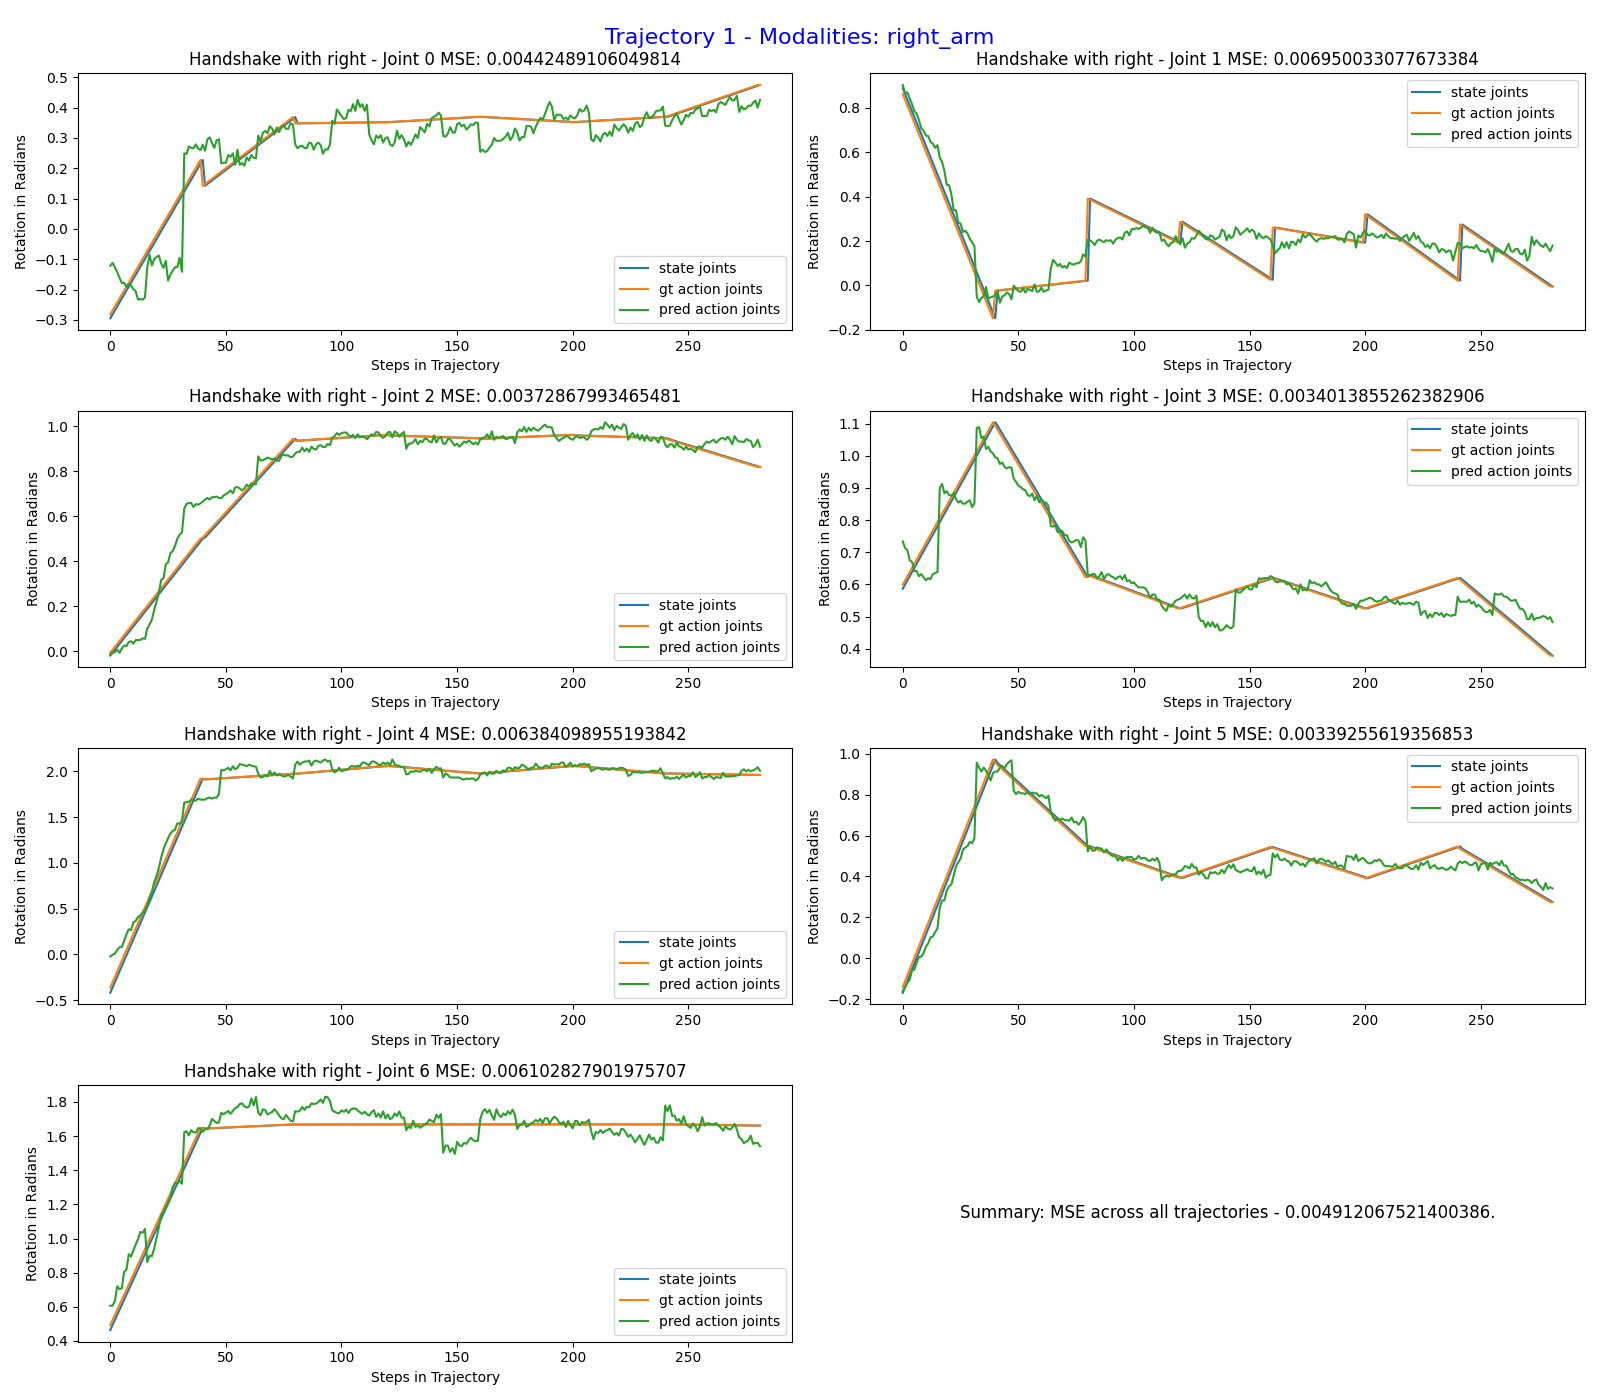 Trajectory 1 - Modalities: right_arm
Handshake with right - Joint 0 MSE: 0.00442489106049814
Rotation in Radians
0.5
0.4
0.3
0.2
0.1
0.0
−0.1
−0.2
−0.3
state joints
gt action joints
pred action joints
0 50 100 150 200 250
Steps in Trajectory
Handshake with right - Joint 1 MSE: 0.006950033077673384
Rotation in Radians
0.8
0.6
0.4
0.2
0.0
−0.2
state joints
gt action joints
pred action joints
0 50 100 150 200 250
Steps in Trajectory
Handshake with right - Joint 2 MSE: 0.00372867993465481
Rotation in Radians
1.0
0.8
0.6
0.4
0.2
0.0
state joints
gt action joints
pred action joints
0 50 100 150 200 250
Steps in Trajectory
Handshake with right - Joint 3 MSE: 0.0034013855262382906
Rotation in Radians
1.1
1.0
0.9
0.8
0.7
0.6
0.5
0.4
state joints
gt action joints
pred action joints
0 50 100 150 200 250
Steps in Trajectory
Handshake with right - Joint 4 MSE: 0.006384098955193842
Rotation in Radians
2.0
1.5
1.0
0.5
0.0
−0.5
state joints
gt action joints
pred action joints
0 50 100 150 200 250
Steps in Trajectory
Handshake with right - Joint 5 MSE: 0.00339255619356853
Rotation in Radians
1.0
0.8
0.6
0.4
0.2
0.0
−0.2
state joints
gt action joints
pred action joints
0 50 100 150 200 250
Steps in Trajectory
Handshake with right - Joint 6 MSE: 0.006102827901975707
Rotation in Radians
1.8
1.6
1.4
1.2
1.0
0.8
0.6
0.4
state joints
gt action joints
pred action joints
0 50 100 150 200 250
Steps in Trajectory
Summary: MSE across all trajectories - 0.004912067521400386.